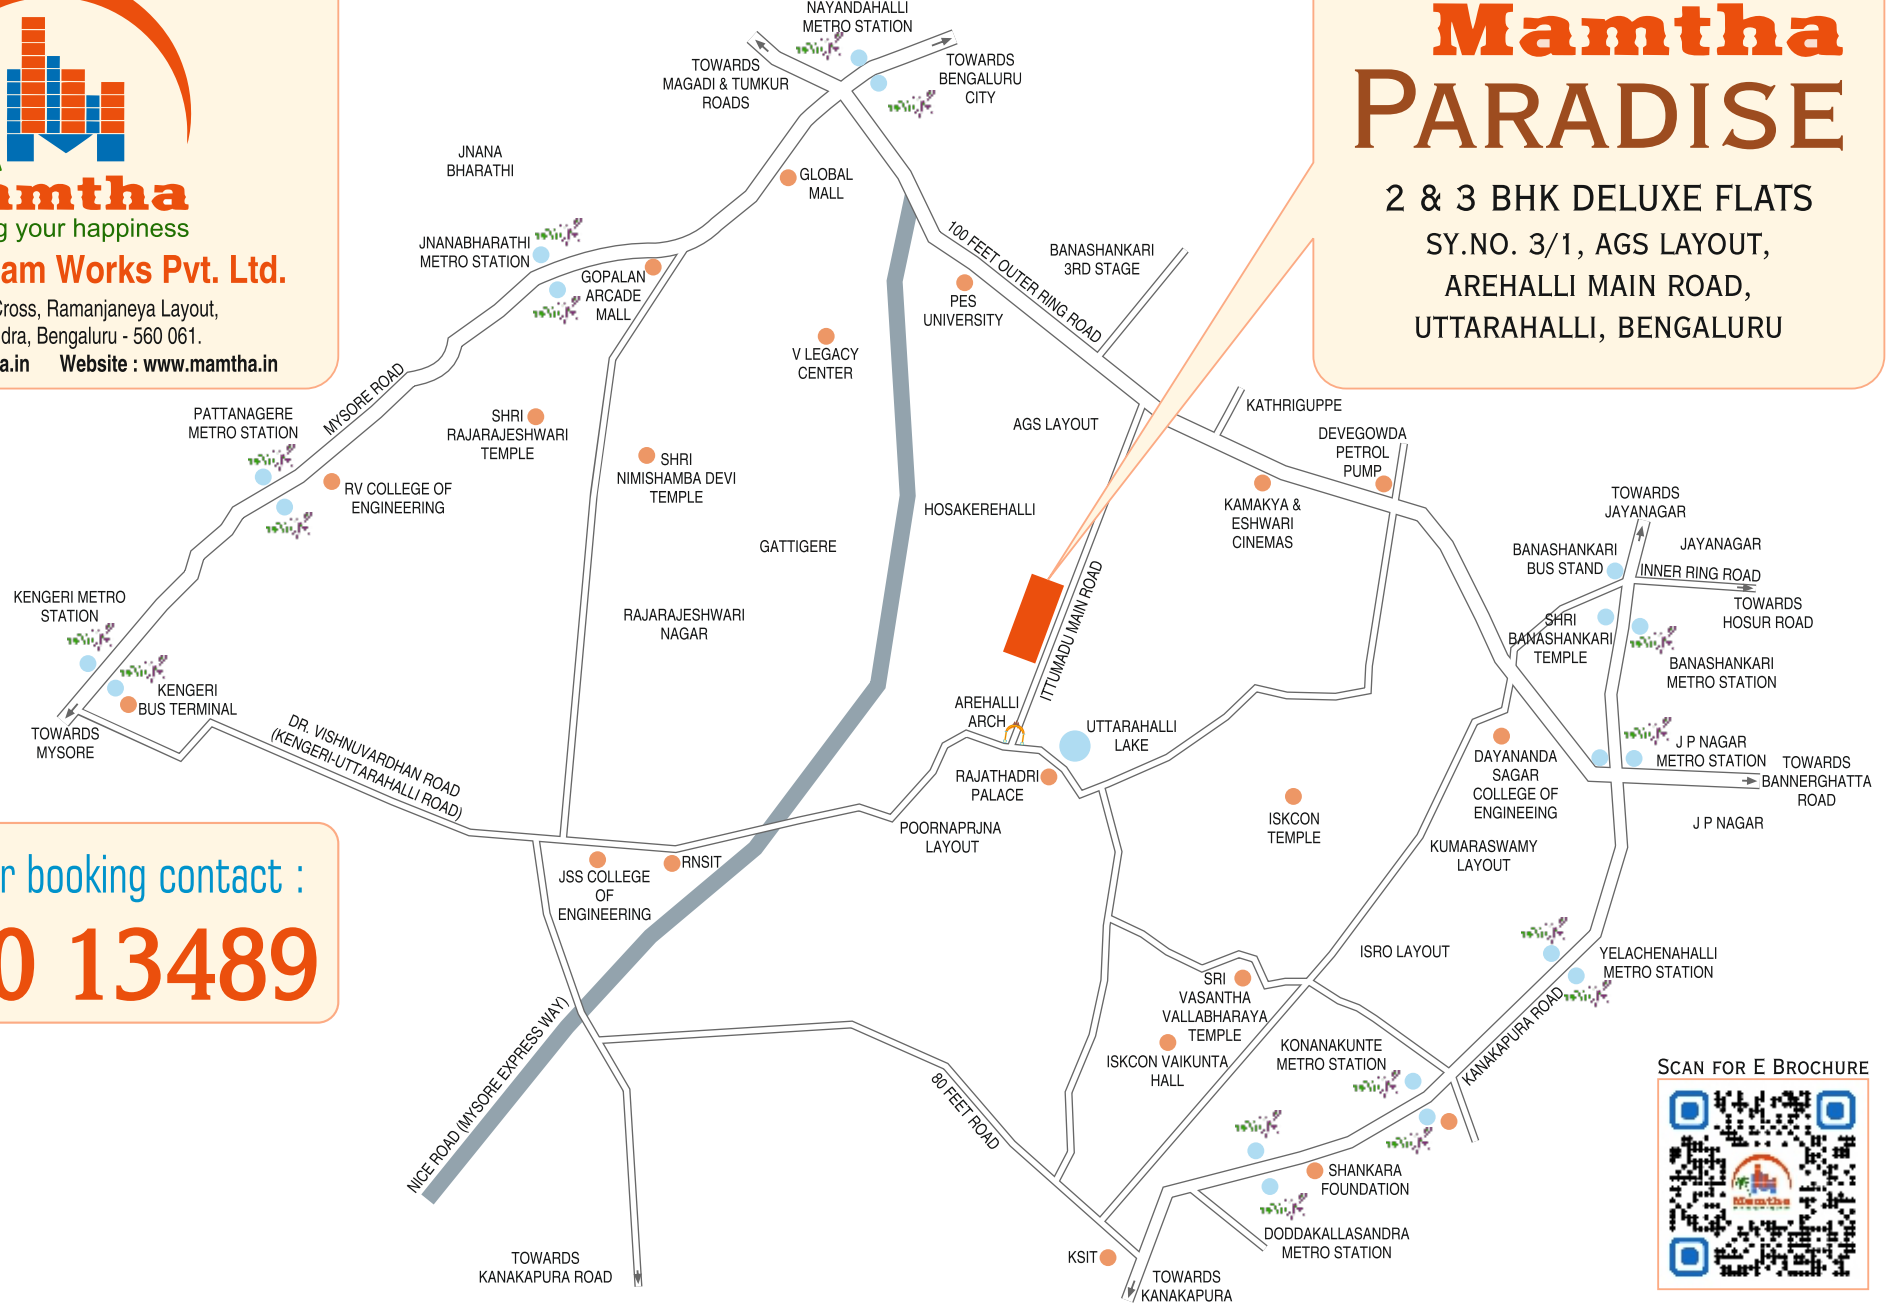 NAYANDAHALLI
METRO STATION
TOWARDS
MAGADI & TUMKUR
ROADS
TOWARDS
BENGALURU
CITY
Mamtha
PARADISE
2 & 3 BHK DELUXE FLATS
SY.NO. 3/1, AGS LAYOUT,
AREHALLI MAIN ROAD,
UTTARAHALLI, BENGALURU
amtha
g your happiness
am Works Pvt. Ltd.
Cross, Ramanjaneya Layout,
dra, Bengaluru - 560 061.
a.in Website : www.mamtha.in
JNANA
BHARATHI
GLOBAL
MALL
JNANABHARATHI
METRO STATION
GOPALAN
ARCADE
MALL
100 FEET OUTER RING ROAD
BANASHANKARI
3RD STAGE
PES
UNIVERSITY
V LEGACY
CENTER
MYSORE ROAD
PATTANAGERE
METRO STATION
SHRI
RAJARAJESHWARI
TEMPLE
AGS LAYOUT
KATHRIGUPPE
DEVEGOWDA
PETROL
PUMP
RV COLLEGE OF
ENGINEERING
SHRI
NIMISHAMBA DEVI
TEMPLE
HOSAKEREHALLI
KAMAKYA &
ESHWARI
CINEMAS
TOWARDS
JAYANAGAR
GATTIGERE
BANASHANKARI
BUS STAND
JAYANAGAR
INNER RING ROAD
TOWARDS
HOSUR ROAD
KENGERI METRO
STATION
RAJARAJESHWARI
NAGAR
ITTUMADU MAIN ROAD
SHRI
BANASHANKARI
TEMPLE
BANASHANKARI
METRO STATION
KENGERI
BUS TERMINAL
TOWARDS
MYSORE
DR. VISHNUVARDHAN ROAD
(KENGERI-UTTARAHALLI ROAD)
AREHALLI
ARCH
UTTARAHALLI
LAKE
RAJATHADRI
PALACE
DAYANANDA
SAGAR
COLLEGE OF
ENGINEEING
J P NAGAR
METRO STATION
TOWARDS
BANNERGHATTA
ROAD
J P NAGAR
POORNAPRJNA
LAYOUT
ISKCON
TEMPLE
KUMARASWAMY
LAYOUT
r booking contact :
0 13489
JSS COLLEGE
OF
ENGINEERING
RNSIT
ISRO LAYOUT
YELACHENAHALLI
METRO STATION
SRI
VASANTHA
VALLABHARAYA
TEMPLE
ISKCON VAIKUNTA
HALL
KONANAKUNTE
METRO STATION
KANAKAPURA ROAD
NICE ROAD (MYSORE EXPRESS WAY)
80 FEET ROAD
SCAN FOR E BROCHURE
Mamtha
SHANKARA
FOUNDATION
DODDAKALLASANDRA
METRO STATION
KSIT
TOWARDS
KANAKAPURA ROAD
TOWARDS
KANAKAPURA